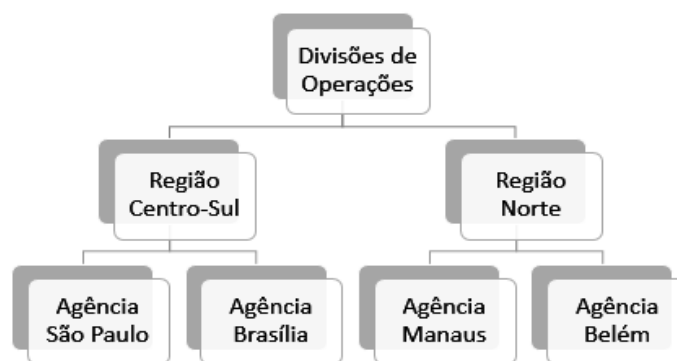 Divisões de
Operações
Região
Centro-Sul
Região
Norte
Agência
São Paulo
Agência
Brasília
Agência
Manaus
Agência
Belém